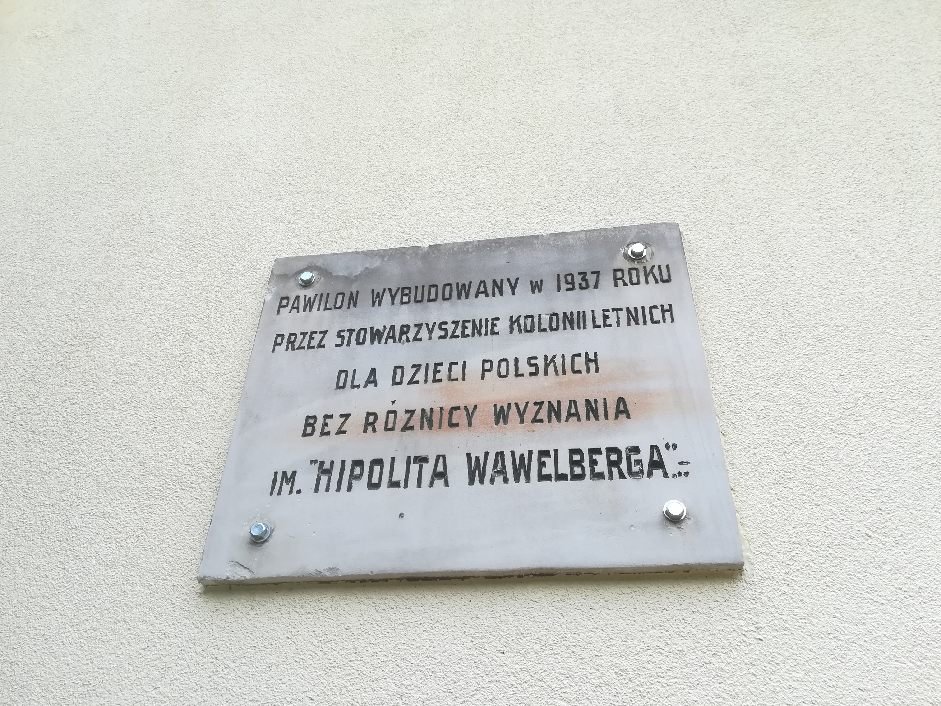 PAWILON WYBUDOWANY w 1937 ROKU
PRZEZ STOWARZYSZENIE KOLONII LETNICH
DLA DZIECI POLSKICH
BEZ RÓŻNICY WYZNANIA
IM. "HIPOLITA WAWELBERGA"